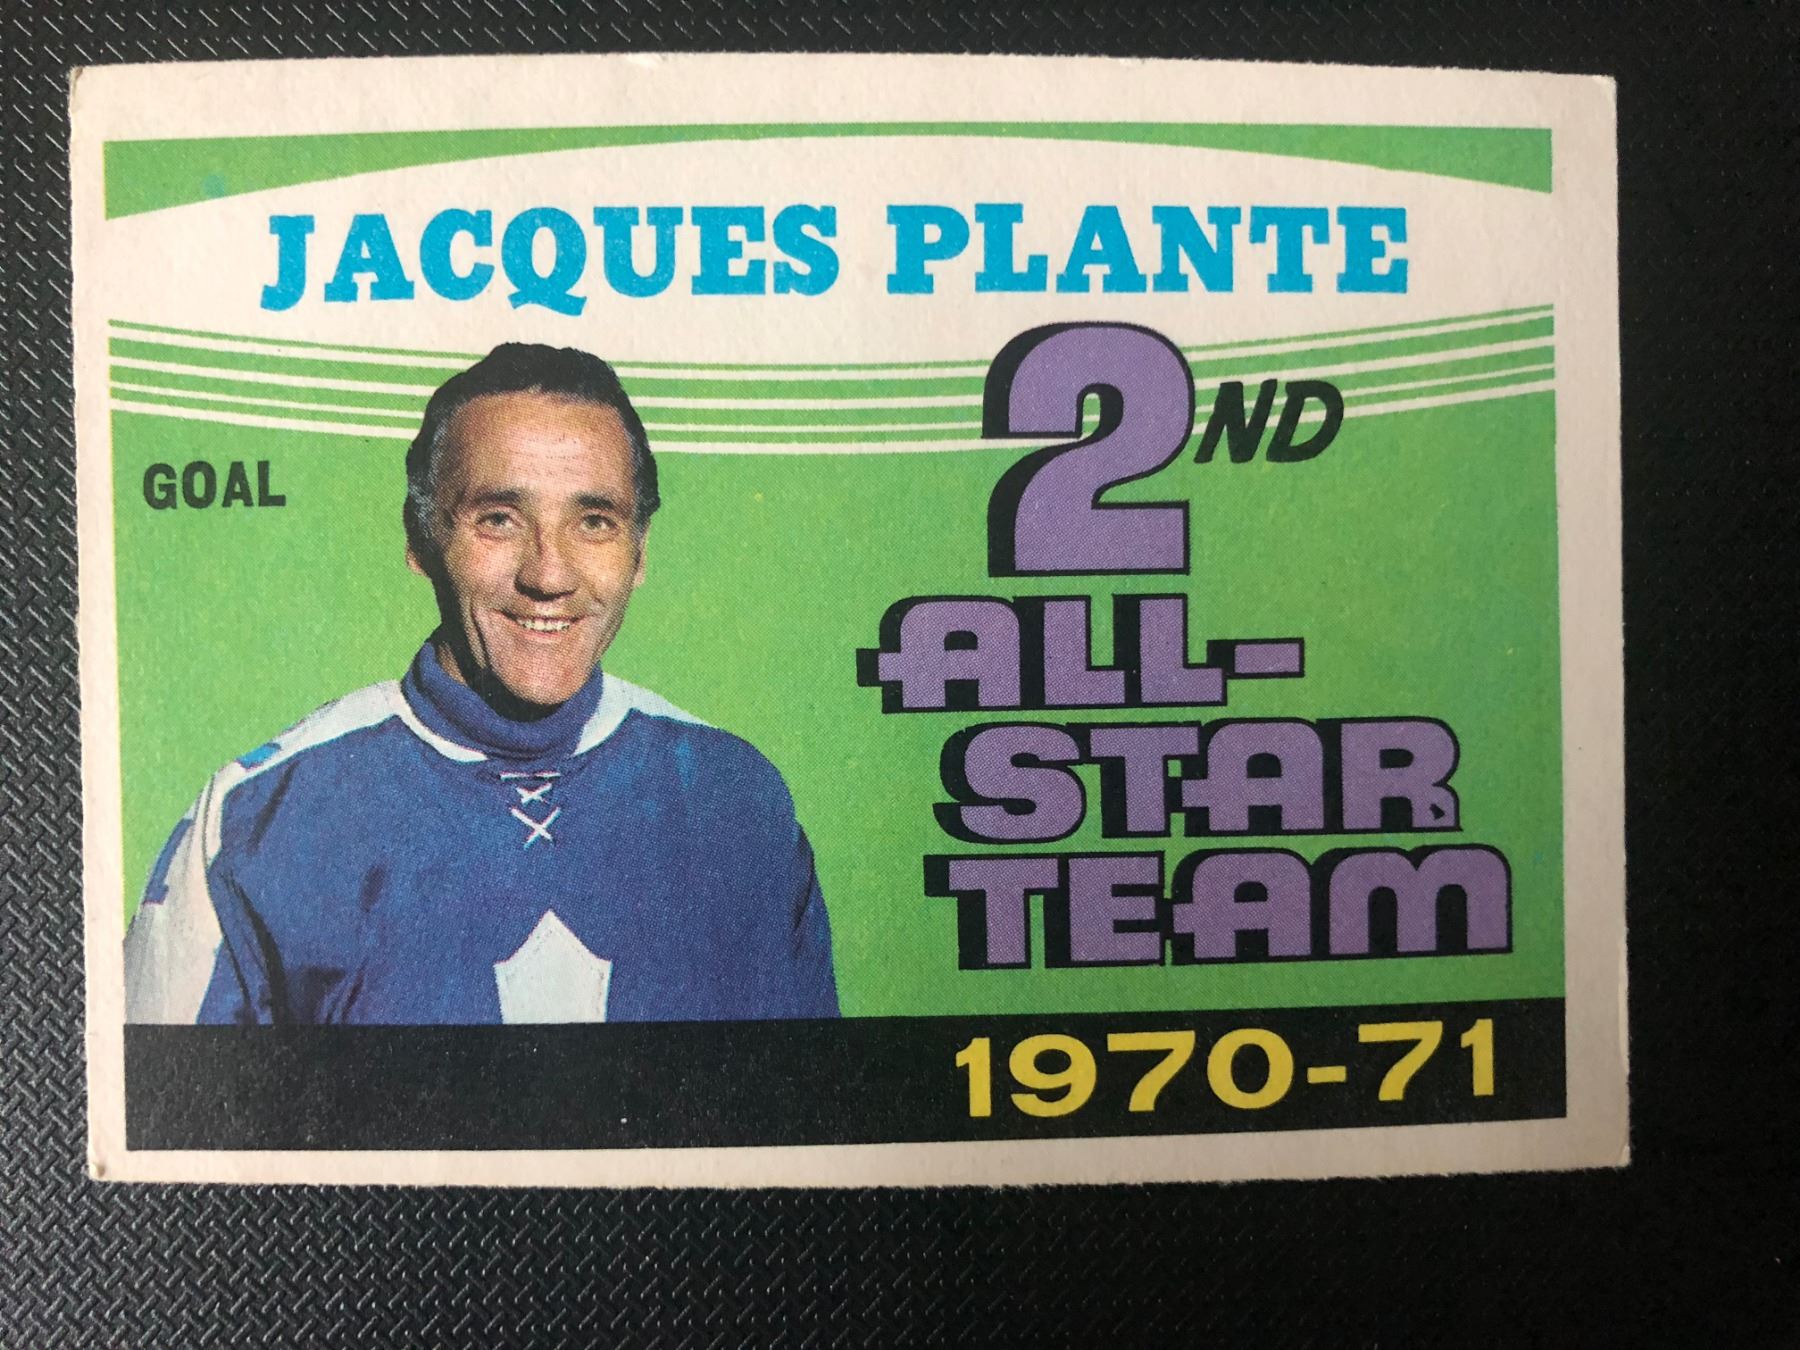 JACQUES PLANTE
GOAL
2ND
ALL-
STAR
TEAM
1970-71